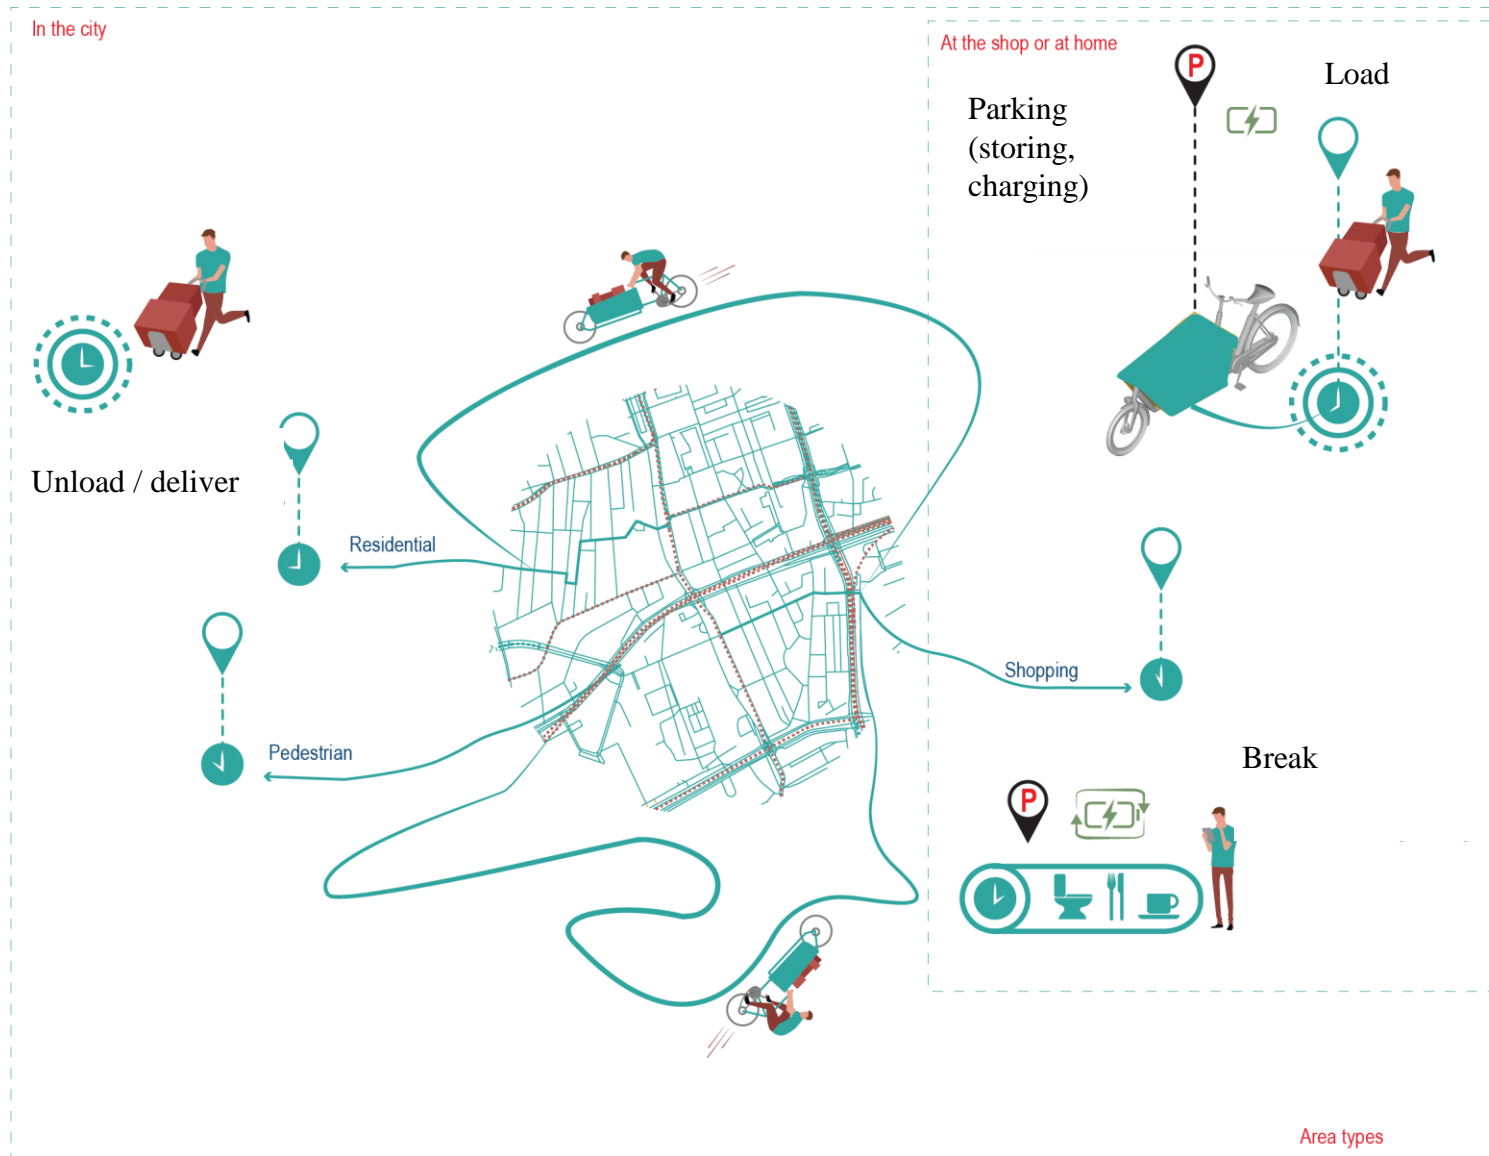 In the city
At the shop or at home
P
Load
Parking
(storing,
charging)
Unload / deliver
Residential
Shopping
Pedestrian
Break
P
Area types